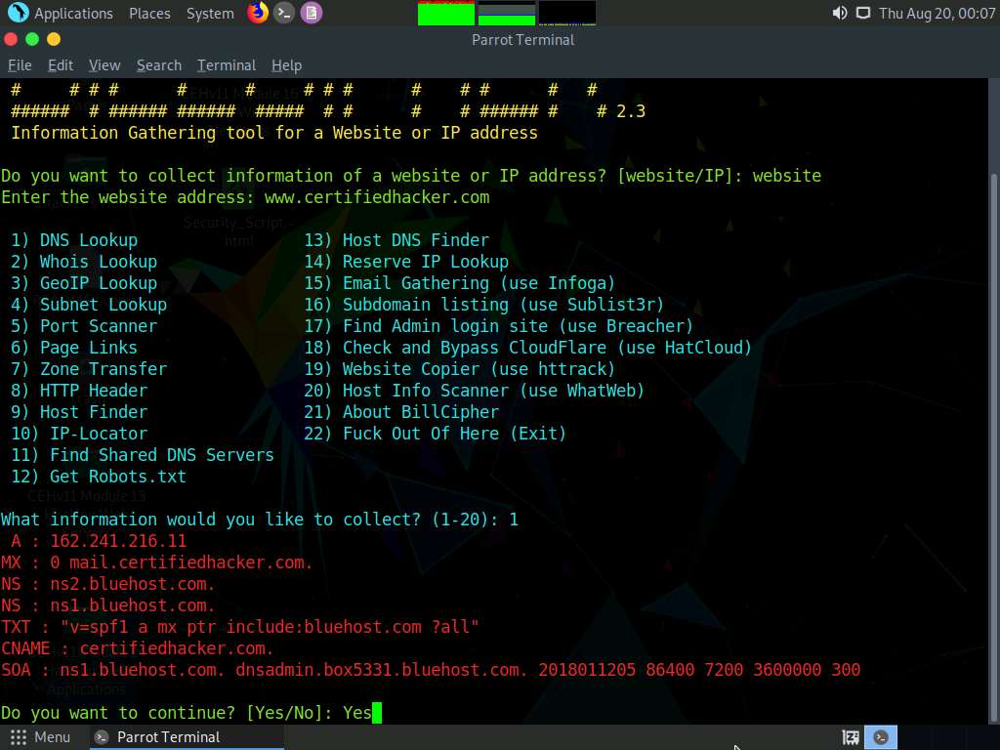 Applications Places System Thu Aug 20, 00:07
Parrot Terminal
File Edit View Search Terminal Help
# # # # # # # # # # # # # #
###### # ###### ###### ##### # # # # ###### # # 2.3
Information Gathering tool for a Website or IP address
Do you want to collect information of a website or IP address? [website/IP]: website
Enter the website address: www.certifiedhacker.com
1) DNS Lookup 13) Host DNS Finder
2) Whois Lookup 14) Reserve IP Lookup
3) GeoIP Lookup 15) Email Gathering (use Infoga)
4) Subnet Lookup 16) Subdomain listing (use Sublist3r)
5) Port Scanner 17) Find Admin login site (use Breacher)
6) Page Links 18) Check and Bypass CloudFlare (use HatCloud)
7) Zone Transfer 19) Website Copier (use httrack)
8) HTTP Header 20) Host Info Scanner (use WhatWeb)
9) Host Finder 21) About BillCipher
10) IP-Locator 22) Fuck Out Of Here (Exit)
11) Find Shared DNS Servers
12) Get Robots.txt
What information would you like to collect? (1-20): 1
A : 162.241.216.11
MX : 0 mail.certifiedhacker.com.
NS : ns2.bluehost.com.
NS : ns1.bluehost.com.
TXT : "v=spf1 a mx ptr include:bluehost.com ?all"
CNAME : certifiedhacker.com.
SOA : ns1.bluehost.com. dnsadmin.box5331.bluehost.com. 2018011205 86400 7200 3600000 300
Do you want to continue? [Yes/No]: Yes
Menu Parrot Terminal